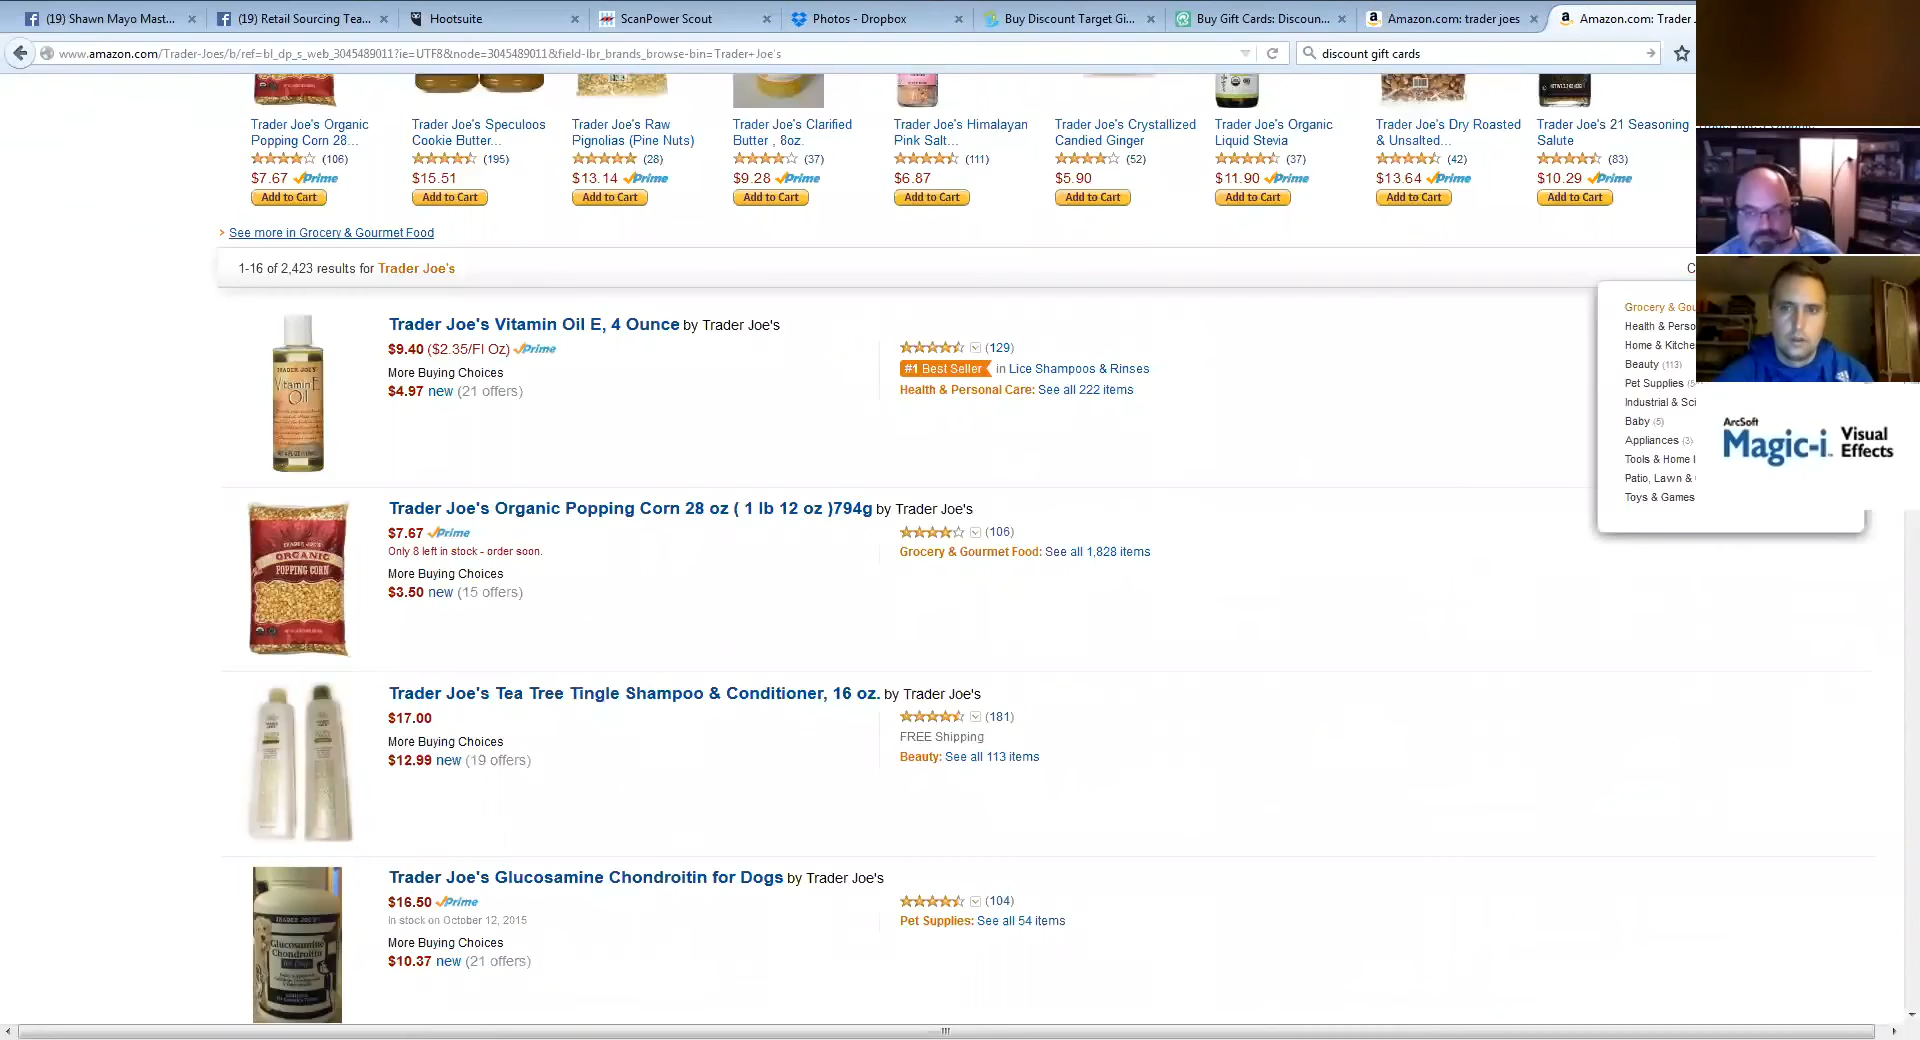 (19) Shawn Mayo Mast...
(19) Retail Sourcing Tea...
Hootsuite
ScanPower Scout
Photos - Dropbox
Buy Discount Target Gi...
Buy Gift Cards: Discoun...
Amazon.com: trader joes
Amazon.com: Trader
www.amazon.com/Trader-Joes/b/ref=bl_dp_s_web_3045489011?ie=UTF8&node=3045489011&field-lbr_brands_browse-bin=Trader+Joe's
discount gift cards
Trader Joe's Organic
Popping Corn 28...
(106)
$7.67 Prime
Add to Cart
Trader Joe's Speculoos
Cookie Butter...
(195)
$15.51
Add to Cart
Trader Joe's Raw
Pignolias (Pine Nuts)
(28)
$13.14 Prime
Add to Cart
Trader Joe's Clarified
Butter , 8oz.
(37)
$9.28 Prime
Add to Cart
Trader Joe's Himalayan
Pink Salt...
(111)
$6.87
Add to Cart
Trader Joe's Crystallized
Candied Ginger
(52)
$5.90
Add to Cart
Trader Joe's Organic
Liquid Stevia
(37)
$11.90 Prime
Add to Cart
Trader Joe's Dry Roasted
& Unsalted...
(42)
$13.64 Prime
Add to Cart
Trader Joe's 21 Seasoning
Salute
(83)
$10.29 Prime
Add to Cart
See more in Grocery & Gourmet Food
1-16 of 2,423 results for Trader Joe's
C
Grocery & Gou
Health & Perso
Home & Kitche
Beauty (113)
Pet Supplies
Industrial & Sci
Baby (5)
Appliances (3)
Tools & Home
Patio, Lawn &
Toys & Games
ArcSoft
Magic-i Visual
Effects
TRADER JOE'S
Vitamin E
Oil
Trader Joe's Vitamin Oil E, 4 Ounce by Trader Joe's
$9.40 ($2.35/Fl Oz) Prime
More Buying Choices
$4.97 new (21 offers)
(129)
#1 Best Seller in Lice Shampoos & Rinses
Health & Personal Care: See all 222 items
TRADER JOE'S
ORGANIC
POPPING CORN
Trader Joe's Organic Popping Corn 28 oz ( 1 lb 12 oz )794g by Trader Joe's
$7.67 Prime
Only 8 left in stock - order soon.
More Buying Choices
$3.50 new (15 offers)
(106)
Grocery & Gourmet Food: See all 1,828 items
Trader Joe's Tea Tree Tingle Shampoo & Conditioner, 16 oz. by Trader Joe's
$17.00
More Buying Choices
$12.99 new (19 offers)
(181)
FREE Shipping
Beauty: See all 113 items
TRADER JOE'S
Glucosamine
Chondroitin
Trader Joe's Glucosamine Chondroitin for Dogs by Trader Joe's
$16.50 Prime
In stock on October 12, 2015
More Buying Choices
$10.37 new (21 offers)
(104)
Pet Supplies: See all 54 items